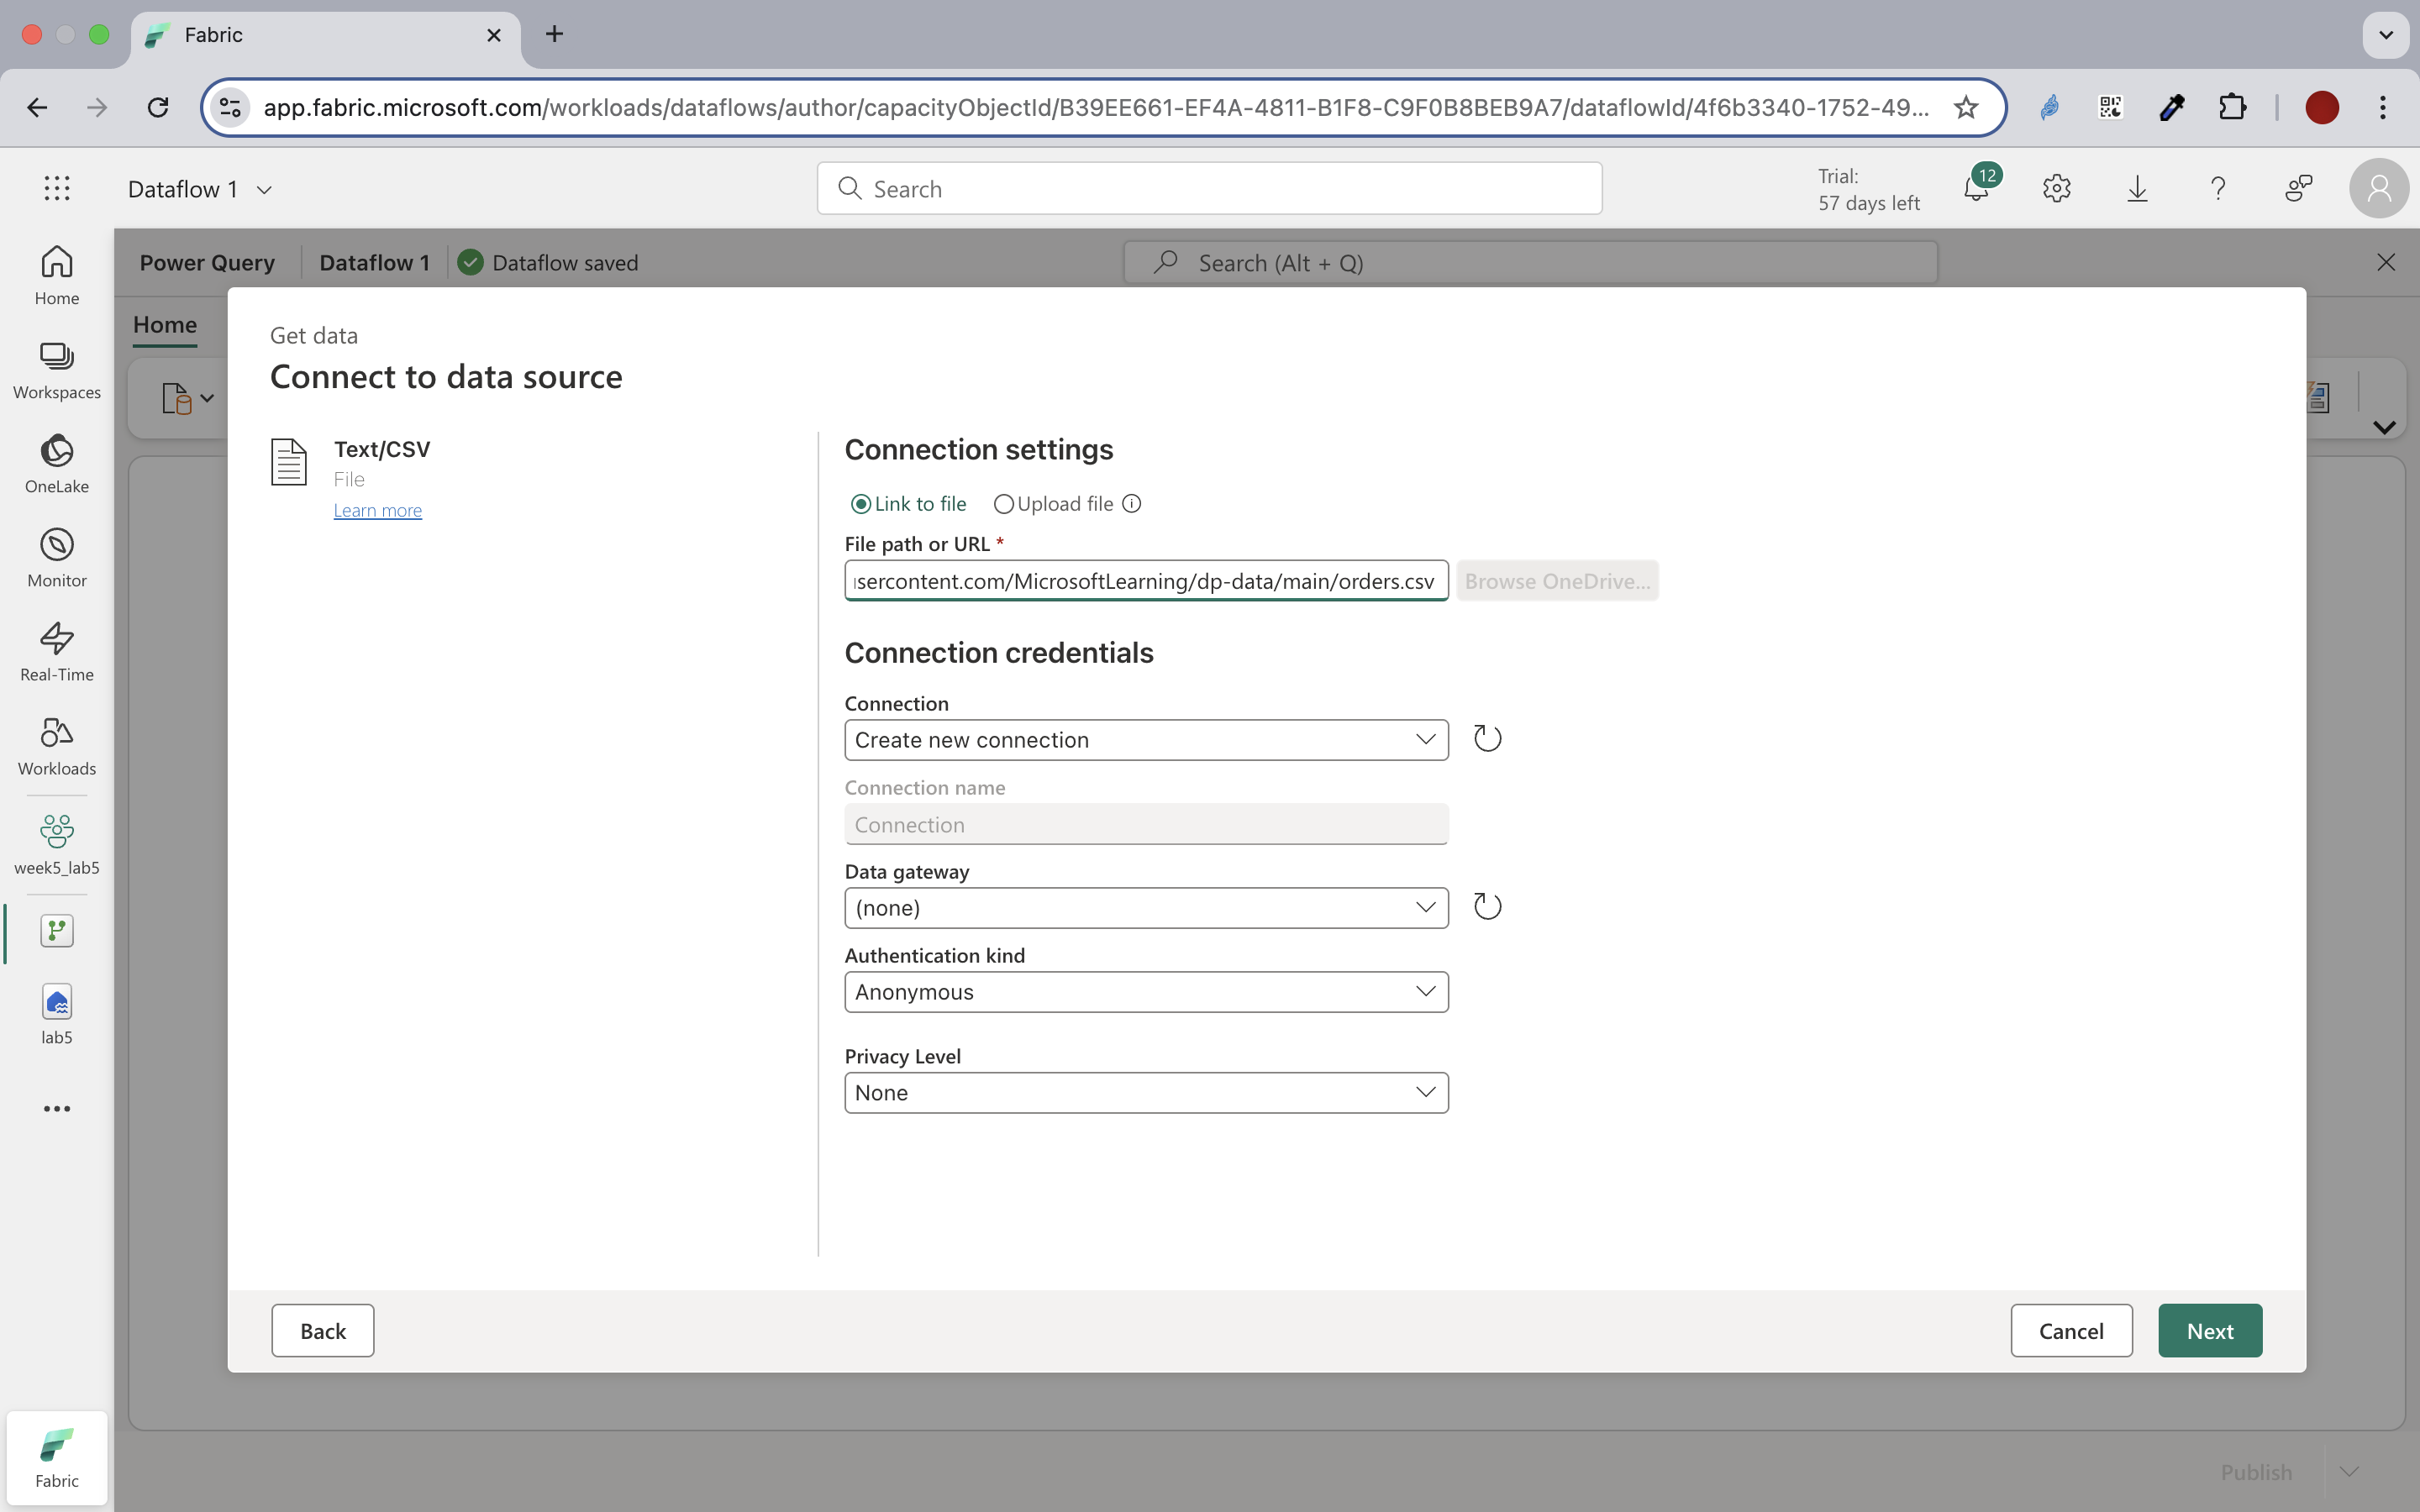 Fabric
app.fabric.microsoft.com/workloads/dataflows/author/capacityObjectId/B39EE661-EF4A-4811-B1F8-C9F0B8BEB9A7/dataflowId/4f6b3340-1752-49...
Dataflow 1
Search
Trial:
57 days left
12
Home
Workspaces
OneLake
Monitor
Real-Time
Workloads
week5_lab5
lab5
Fabric
Power Query
Dataflow 1
Dataflow saved
Search (Alt + Q)
Home
Get data
Connect to data source
Text/CSV
File
Learn more
Connection settings
Link to file
Upload file
File path or URL *
sercontent.com/MicrosoftLearning/dp-data/main/orders.csv
Browse OneDrive...
Connection credentials
Connection
Create new connection
Connection name
Connection
Data gateway
(none)
Authentication kind
Anonymous
Privacy Level
None
Back
Cancel
Next
Publish